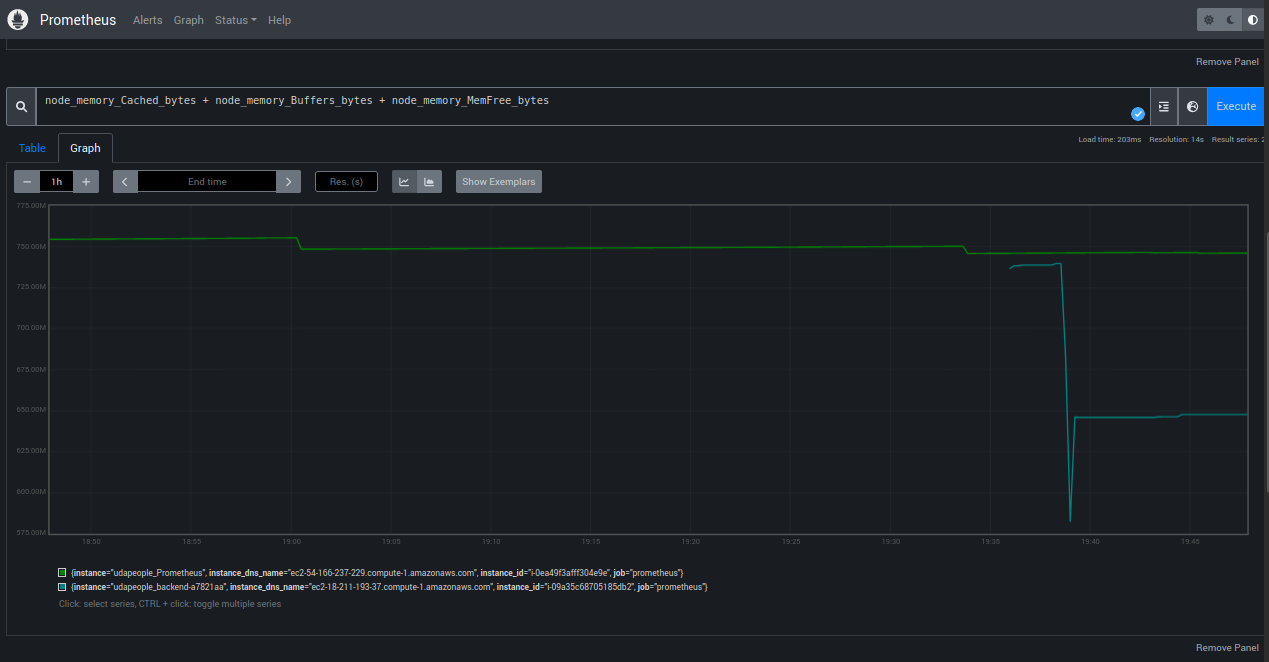 Prometheus Alerts Graph Status Help
Remove Panel
node_memory_Cached_bytes + node_memory_Buffers_bytes + node_memory_MemFree_bytes
Execute
Table Graph
Load time: 203ms Resolution: 14s Result series: 2
− 1h + End time Res. (s) Show Exemplars
775.00M
750.00M
725.00M
700.00M
675.00M
650.00M
625.00M
600.00M
575.00M
18:50 18:55 19:00 19:05 19:10 19:15 19:20 19:25 19:30 19:35 19:40 19:45
{instance="udapeople_Prometheus", instance_dns_name="ec2-54-166-237-229.compute-1.amazonaws.com", instance_id="i-0ea49f3afff304e9e", job="prometheus"}
{instance="udapeople_backend-a7821aa", instance_dns_name="ec2-18-211-193-37.compute-1.amazonaws.com", instance_id="i-09a35c68705185db2", job="prometheus"}
Click: select series, CTRL + click: toggle multiple series
Remove Panel